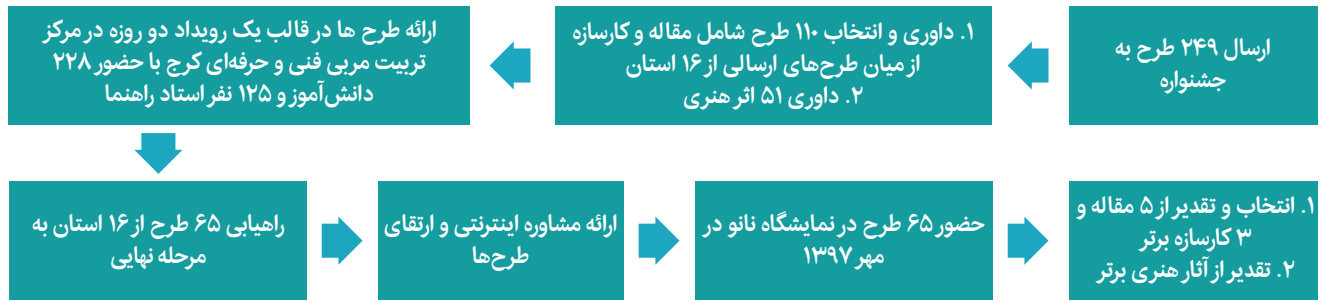 ارسال ۲۴۹ طرح به
جشنواره
۱. داوری و انتخاب ۱۱۰ طرح شامل مقاله و کارسازه
از میان طرح‌های ارسالی از ۱۶ استان
۲. داوری ۵۱ اثر هنری
ارائه طرح ها در قالب یک رویداد دو روزه در مرکز
تربیت مربی فنی و حرفه‌ای کرج با حضور ۲۲۸
دانش‌آموز و ۱۲۵ نفر استاد راهنما
راهیابی ۶۵ طرح از ۱۶ استان به
مرحله نهایی
ارائه مشاوره اینترنتی و ارتقای
طرح‌ها
حضور ۶۵ طرح در نمایشگاه نانو در
مهر ۱۳۹۷
۱. انتخاب و تقدیر از ۵ مقاله و
۳ کارسازه برتر
۲. تقدیر از آثار هنری برتر